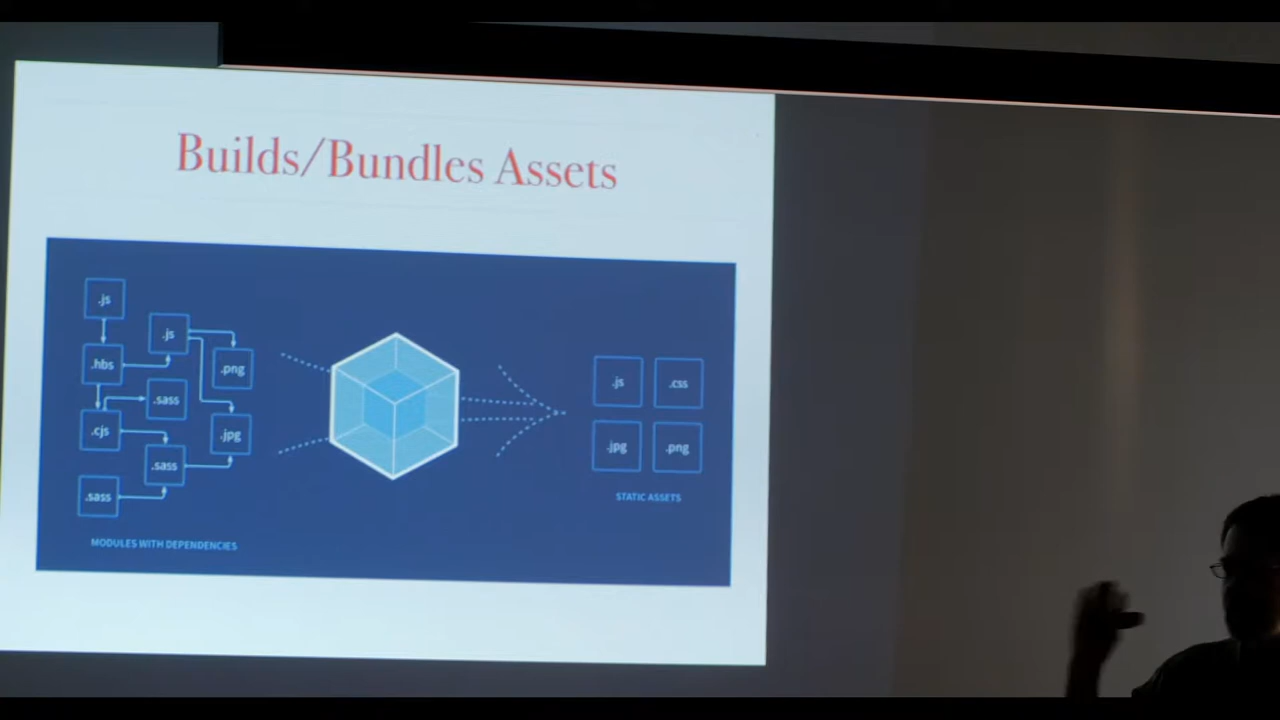 Builds/Bundles Assets
.js
.js
.hbs
.png
.sass
.cjs
.jpg
.sass
.sass
MODULES WITH DEPENDENCIES
.js
.css
.jpg
.png
STATIC ASSETS